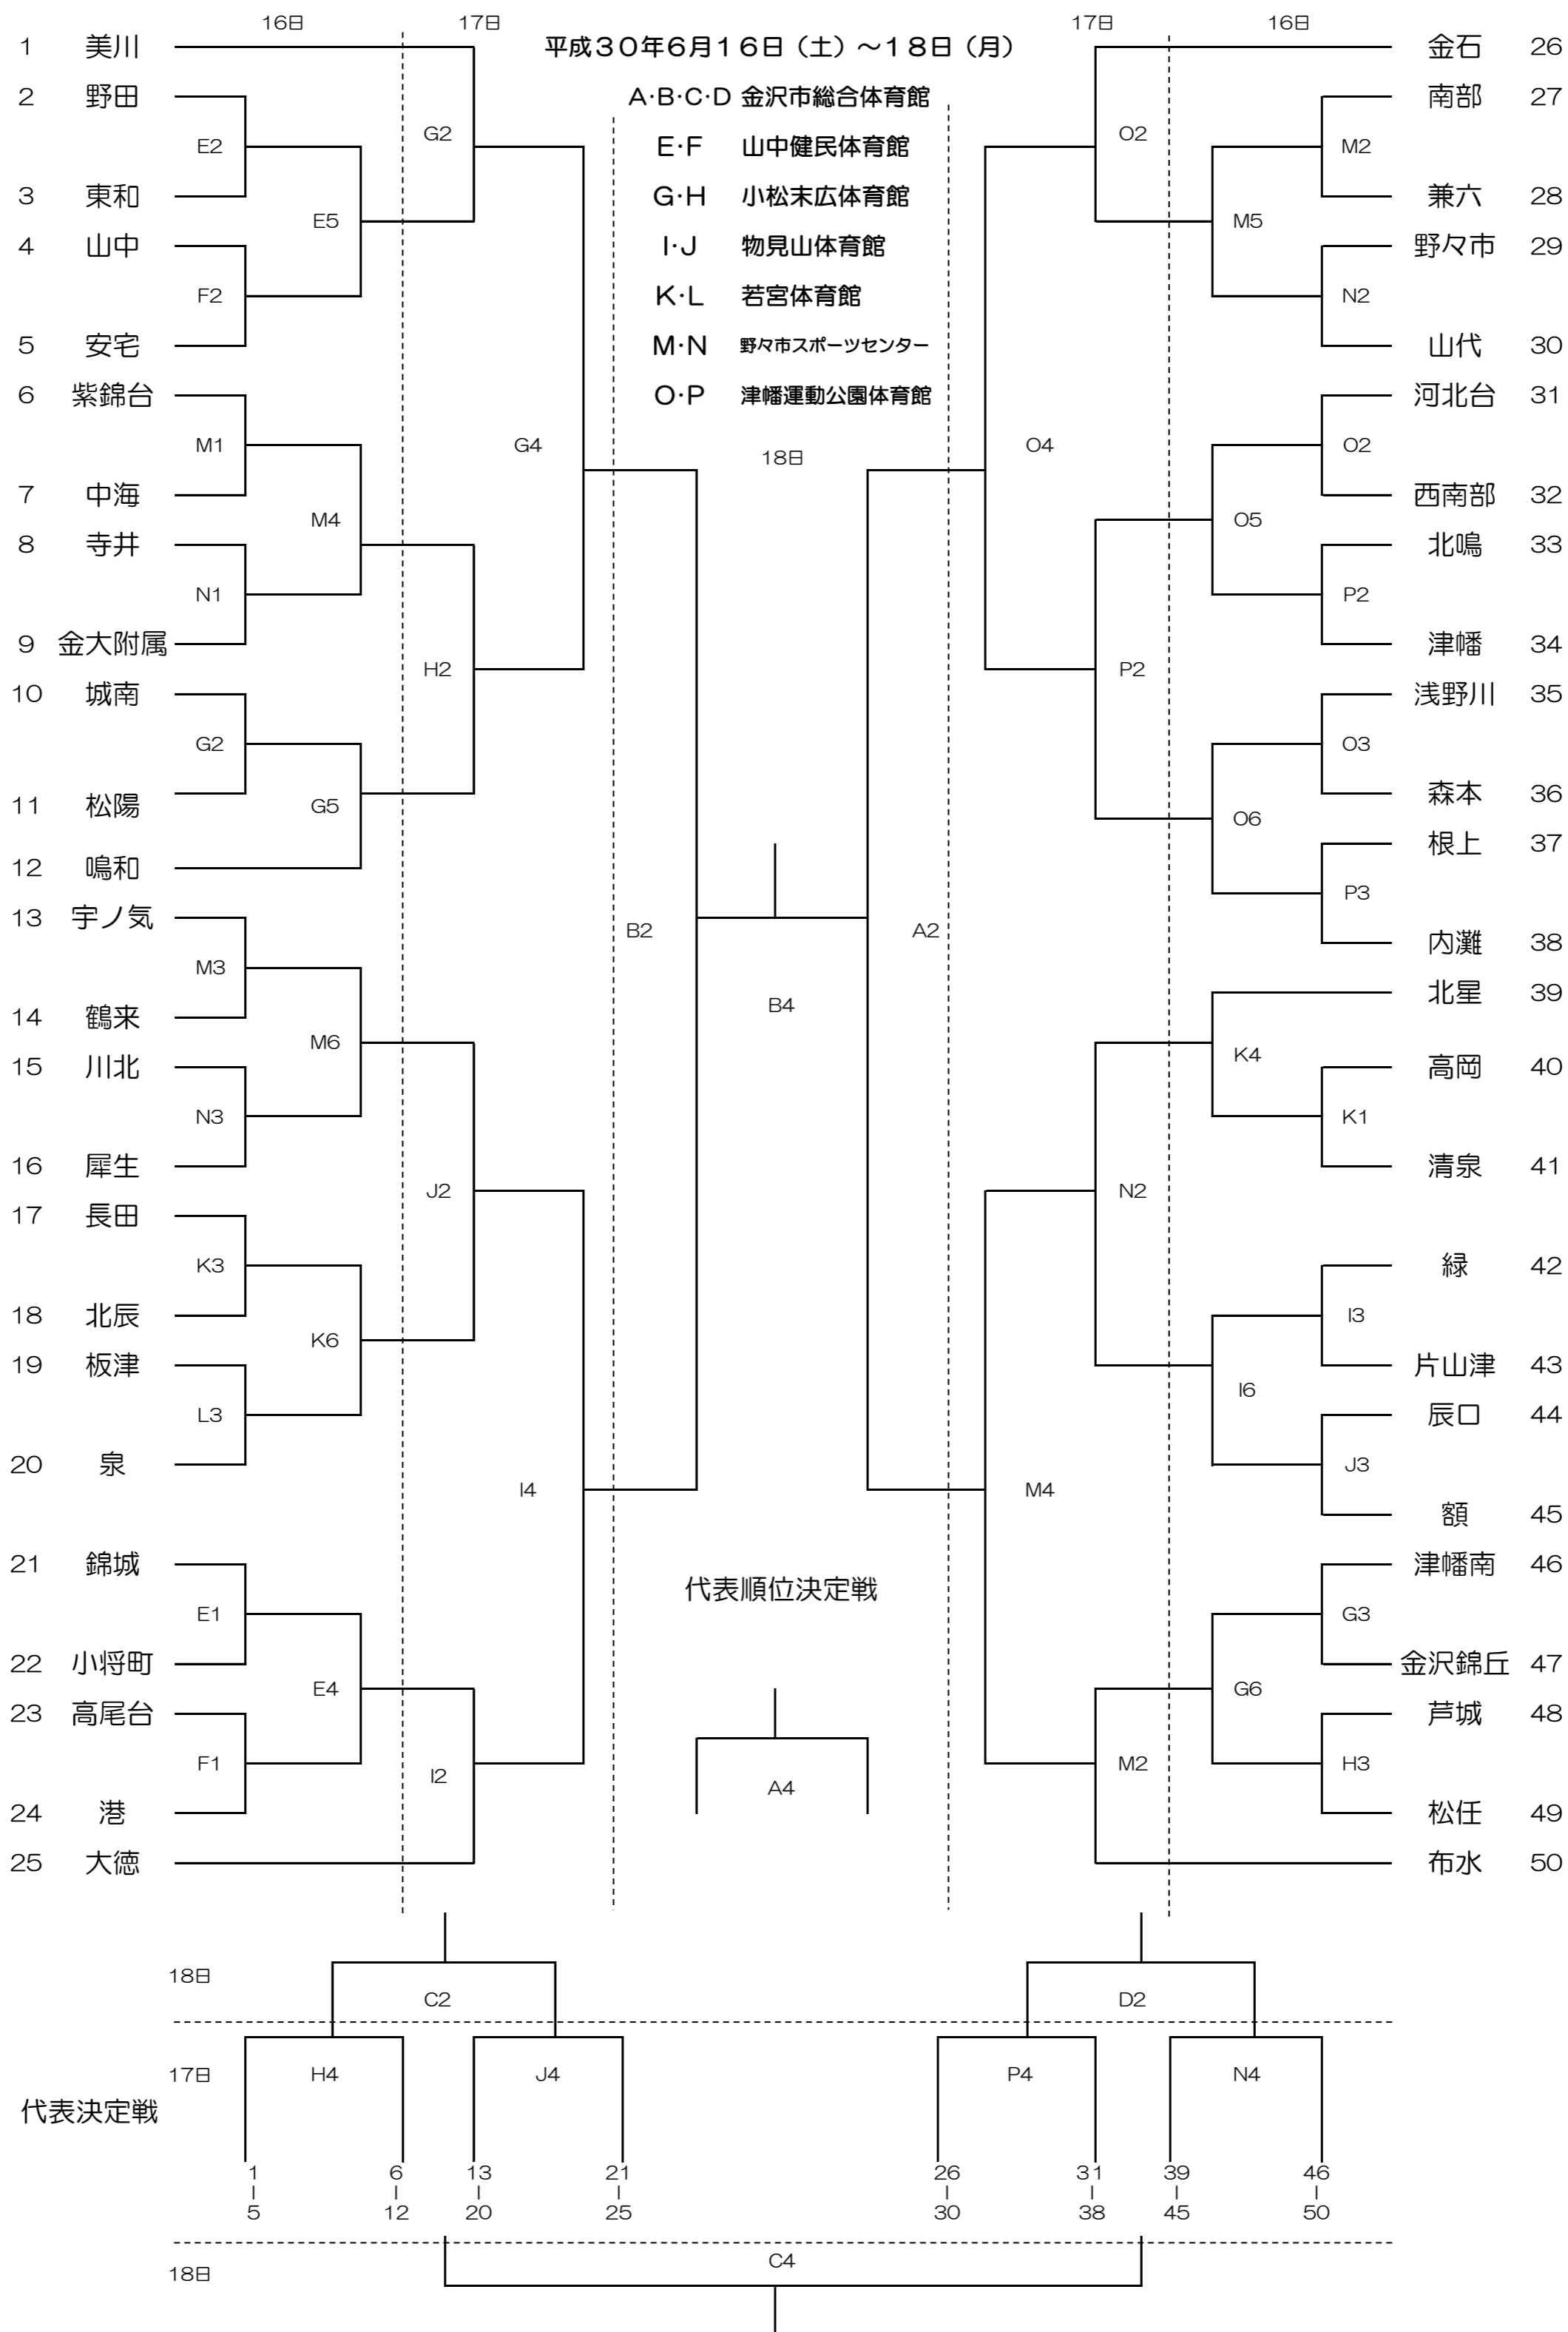 16日 17日 平成30年6月16日（土）～18日（月） 17日 16日
1 美川
2 野田
E2
3 東和
E5
4 山中
F2
5 安宅
G2
6 紫錦台
M1
7 中海
M4
8 寺井
N1
9 金大附属
H2
10 城南
G2
11 松陽
G5
12 鳴和
G4
13 宇ノ気
M3
14 鶴来
M6
15 川北
N3
16 犀生
J2
17 長田
K3
18 北辰
K6
19 板津
L3
20 泉
I4
21 錦城
E1
22 小将町
E4
23 高尾台
F1
24 港
I2
25 大徳
B2
A·B·C·D 金沢市総合体育館
E·F 山中健民体育館
G·H 小松末広体育館
I·J 物見山体育館
K·L 若宮体育館
M·N 野々市スポーツセンター
O·P 津幡運動公園体育館
18日
B4
代表順位決定戦
A4
金石 26
南部 27
M2
兼六 28
M5
野々市 29
N2
山代 30
O2
河北台 31
O2
西南部 32
O5
北鳴 33
P2
津幡 34
P2
浅野川 35
O3
森本 36
O6
根上 37
P3
内灘 38
O4
北星 39
K4
高岡 40
K1
清泉 41
N2
緑 42
I3
片山津 43
I6
辰口 44
J3
額 45
M4
津幡南 46
G3
金沢錦丘 47
G6
芦城 48
H3
松任 49
M2
布水 50
A2
18日
C2 D2
17日 H4 J4 P4 N4
代表決定戦
1 6 13 21 26 31 39 46
| | | | | | | |
5 12 20 25 30 38 45 50
18日 C4